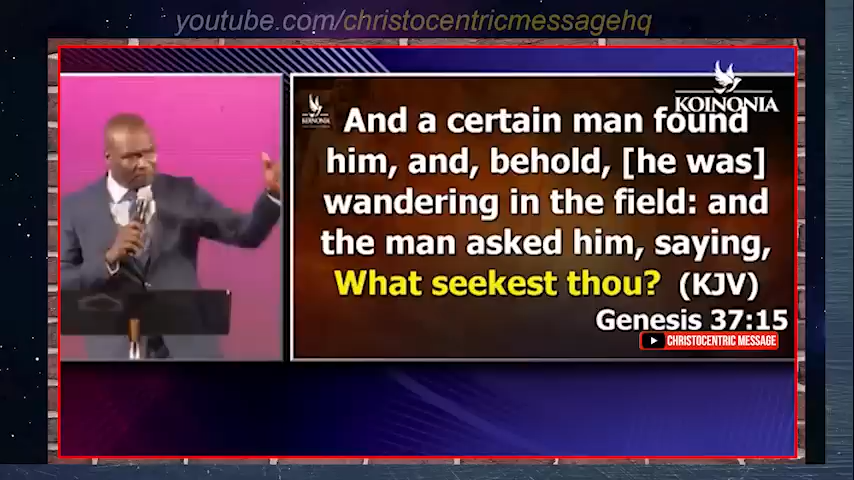 youtube.com/christocentricmessagehq
KOINONIA
KOINONIA
And a certain man found
him, and, behold, [he was]
wandering in the field: and
the man asked him, saying,
What seekest thou? (KJV)
Genesis 37:15
CHRISTOCENTRIC MESSAGE